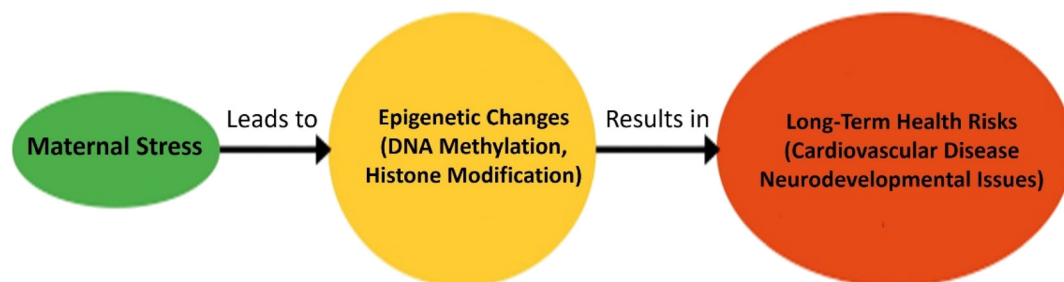 Maternal Stress
Leads to
Epigenetic Changes
(DNA Methylation,
Histone Modification)
Results in
Long-Term Health Risks
(Cardiovascular Disease
Neurodevelopmental Issues)